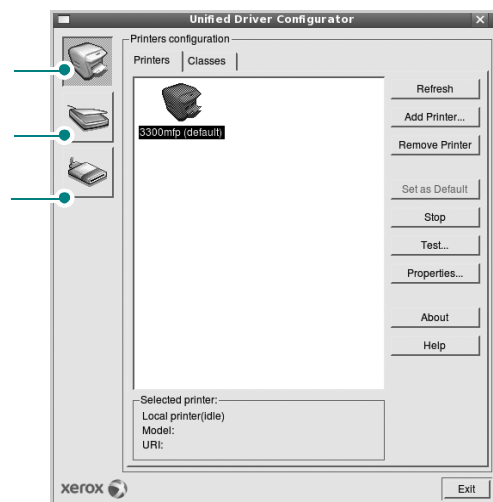 Unified Driver Configurator
Printers configuration
Printers
Classes
3300mfp (default)
Refresh
Add Printer...
Remove Printer
Set as Default
Stop
Test...
Properties...
About
Help
Selected printer:
Local printer(idle)
Model:
URI:
xerox
Exit